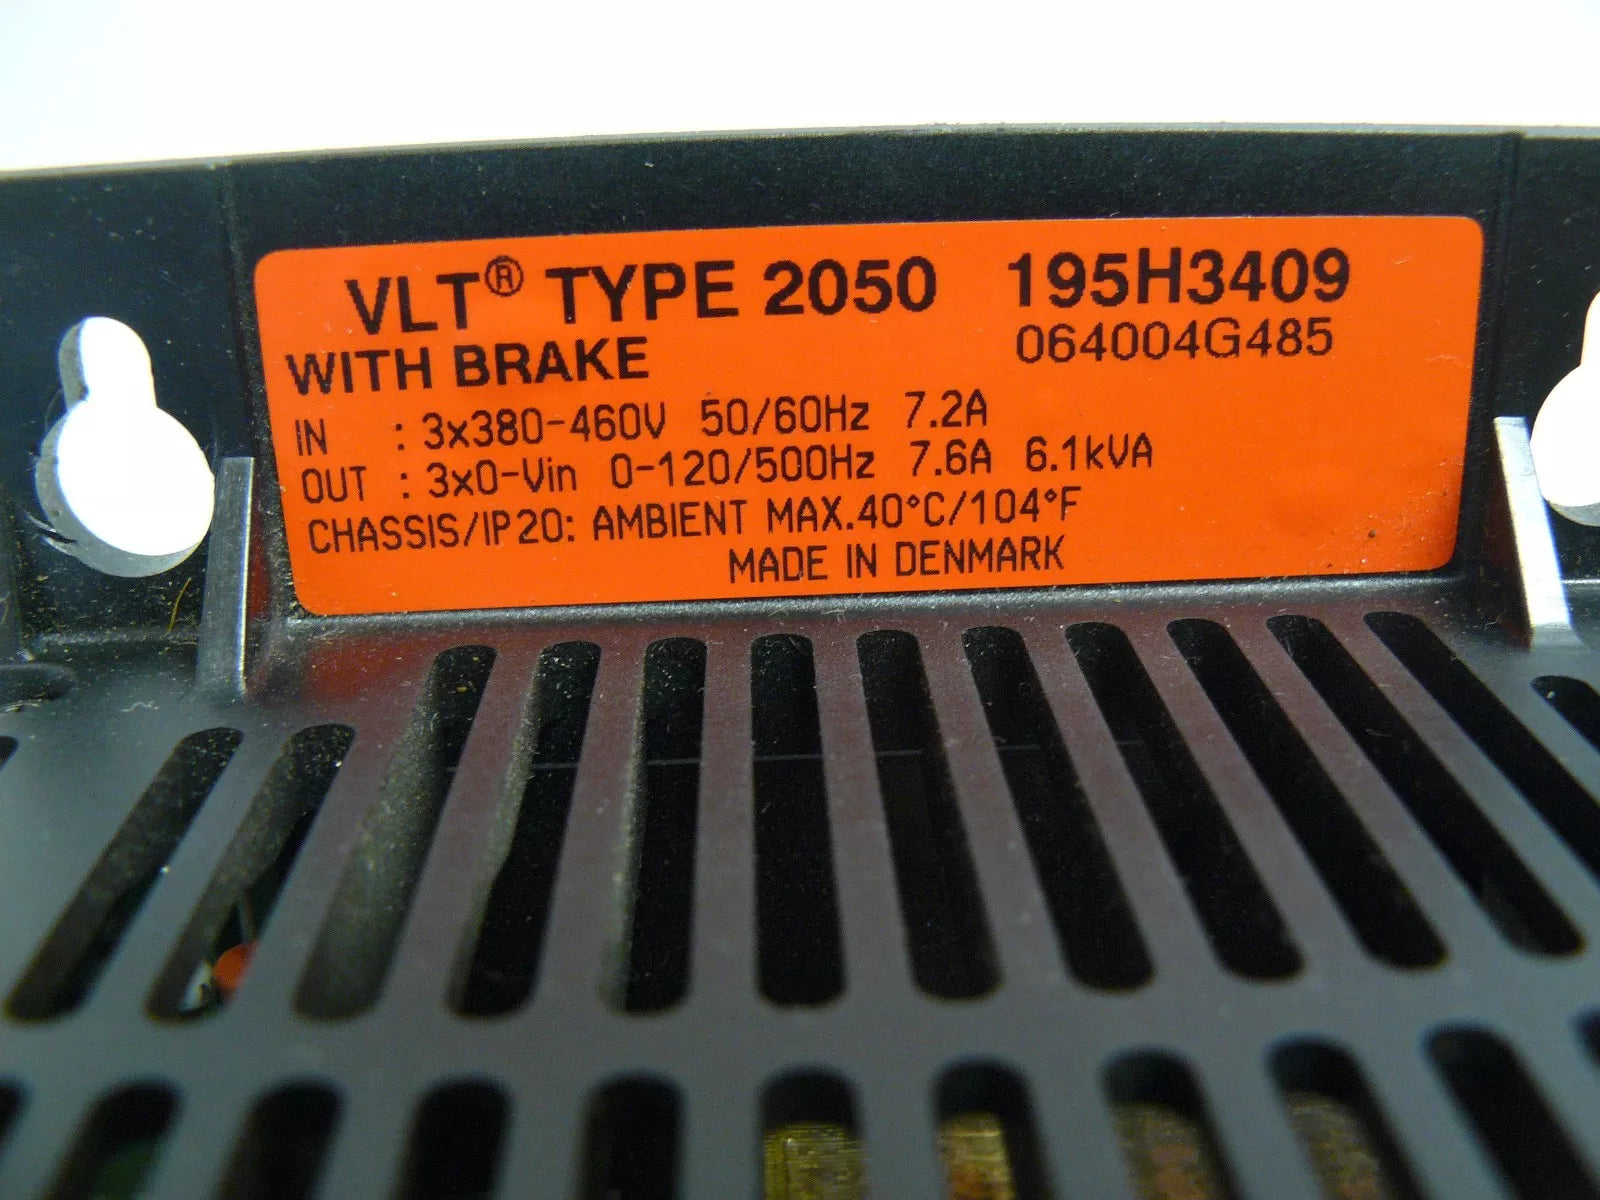 VLT® TYPE 2050 195H3409
WITH BRAKE 064004G485
IN : 3x380-460V 50/60Hz 7.2A
OUT : 3x0-Vin 0-120/500Hz 7.6A 6.1kVA
CHASSIS/IP20: AMBIENT MAX.40°C/104°F
MADE IN DENMARK